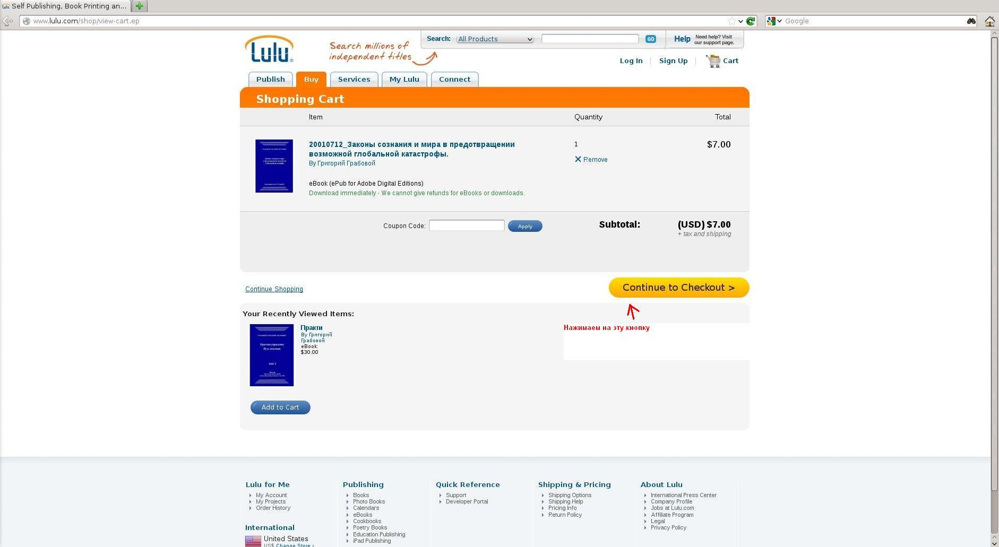 Self Publishing, Book Printing an...
www.lulu.com/shop/view-cart.ep
Google
Lulu
Search millions of
independent titles
Search:
All Products
GO
Help
Need help? Visit
our support page.
Log In
Sign Up
Cart
Publish
Buy
Services
My Lulu
Connect
Shopping Cart
Item
Quantity
Total
20010712_Законы сознания и мира в предотвращении
возможной глобальной катастрофы.
By Григорий Грабовой
1
Remove
$7.00
eBook (ePub for Adobe Digital Editions)
Download immediately - We cannot give refunds for eBooks or downloads.
Coupon Code:
Apply
Subtotal:
(USD) $7.00
+ tax and shipping
Continue Shopping
Continue to Checkout >
Your Recently Viewed Items:
Нажимаем на эту кнопку
Практика управления.
Путь спасения.
том 1
Практи
By Григорий
Грабовой
eBook:
$30.00
Add to Cart
Lulu for Me
My Account
My Projects
Order History
International
United States
US$ Change Store ›
Publishing
Books
Photo Books
Calendars
eBooks
Cookbooks
Poetry Books
Education Publishing
iPad Publishing
Quick Reference
Support
Developer Portal
Shipping & Pricing
Shipping Options
Shipping Help
Pricing Info
Return Policy
About Lulu
International Press Center
Company Profile
Jobs at Lulu.com
Affiliate Program
Legal
Privacy Policy